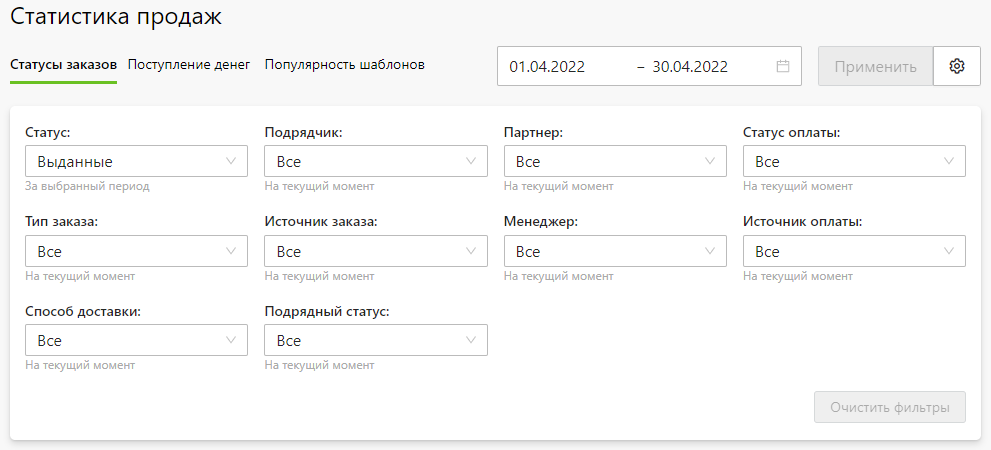 Статистика продаж
Статусы заказов Поступление денег Популярность шаблонов 01.04.2022 – 30.04.2022 Применить
Статус: Подрядчик: Партнер: Статус оплаты:
Выданные Все Все Все
За выбранный период На текущий момент На текущий момент На текущий момент
Тип заказа: Источник заказа: Менеджер: Источник оплаты:
Все Все Все Все
На текущий момент На текущий момент На текущий момент На текущий момент
Способ доставки: Подрядный статус:
Все Все
На текущий момент На текущий момент
Очистить фильтры